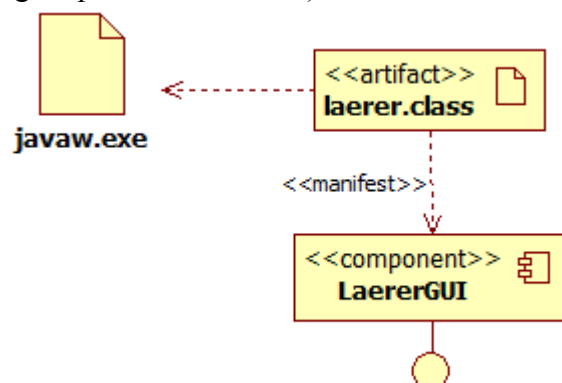 <<artifact>>
laerer.class
javaw.exe
<<manifest>>
<<component>>
LaererGUI